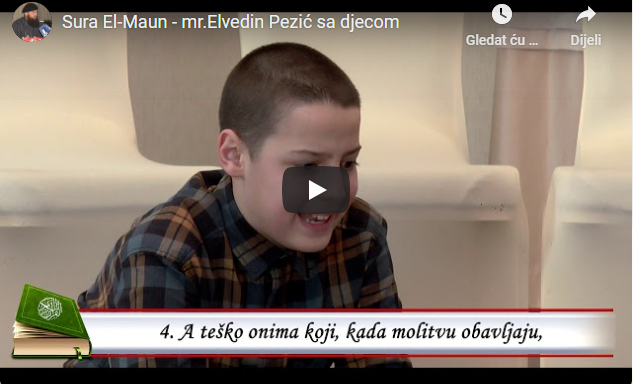 Sura El-Maun - mr.Elvedin Pezić sa djecom
Gledat ću ...
Dijeli
4. A teško onima koji, kada molitvu obavljaju,